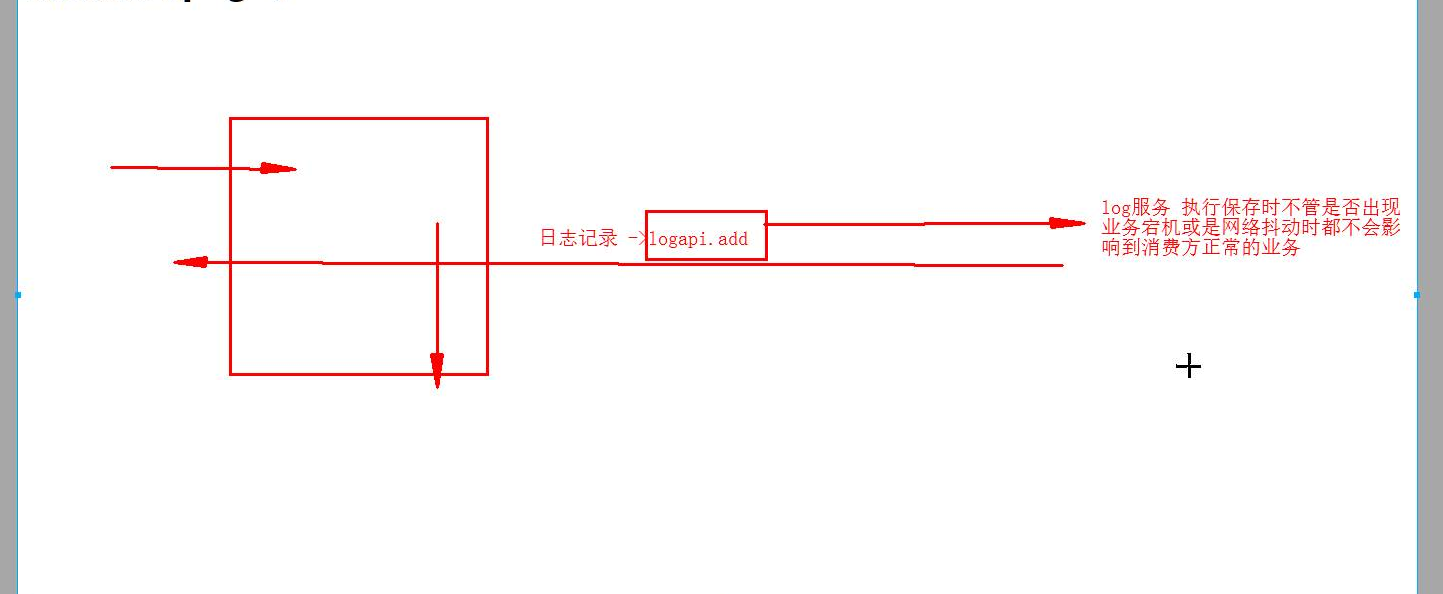 日志记录 ->logapi.add
log服务 执行保存时不管是否出现
业务宕机或是网络抖动时都不会影
响到消费方正常的业务